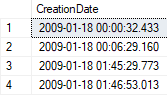 CreationDate
1 2009-01-18 00:00:32.433
2 2009-01-18 00:06:29.160
3 2009-01-18 01:45:29.773
4 2009-01-18 01:46:53.013